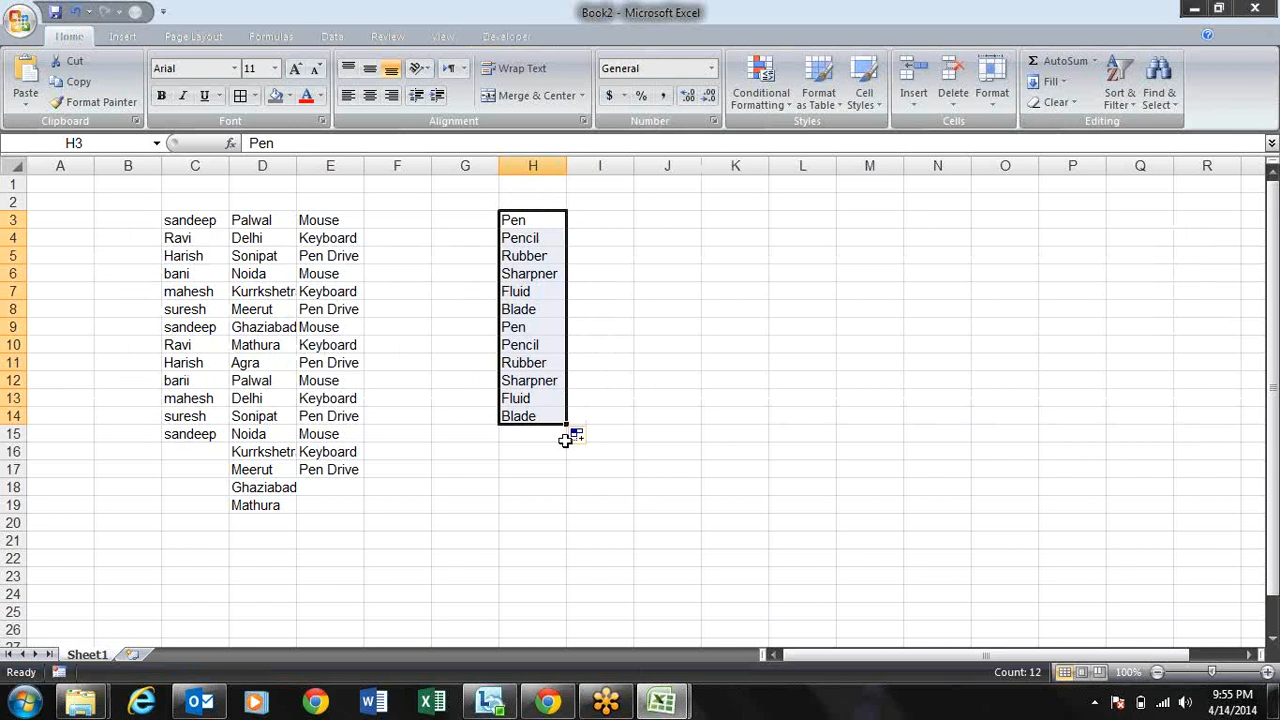 Book2 - Microsoft Excel
Home Insert Page Layout Formulas Data Review View Developer
Paste Cut Copy Format Painter Clipboard
Arial 11 A A B I U A Font
Wrap Text Merge & Center Alignment
General $ % , Number
Conditional Formatting Format as Table Cell Styles Styles
Insert Delete Format Cells
Σ AutoSum Fill Clear Sort & Filter Find & Select Editing
H3 fx Pen
A B C D E F G H I J K L M N O P Q R
1
2
3 sandeep Palwal Mouse Pen
4 Ravi Delhi Keyboard Pencil
5 Harish Sonipat Pen Drive Rubber
6 bani Noida Mouse Sharpner
7 mahesh Kurrkshetr Keyboard Fluid
8 suresh Meerut Pen Drive Blade
9 sandeep Ghaziabad Mouse Pen
10 Ravi Mathura Keyboard Pencil
11 Harish Agra Pen Drive Rubber
12 bani Palwal Mouse Sharpner
13 mahesh Delhi Keyboard Fluid
14 suresh Sonipat Pen Drive Blade
15 sandeep Noida Mouse
16 Kurrkshetr Keyboard
17 Meerut Pen Drive
18 Ghaziabad
19 Mathura
20
21
22
23
24
25
26
27
Sheet1
Ready Count: 12 100%
9:55 PM
4/14/2014